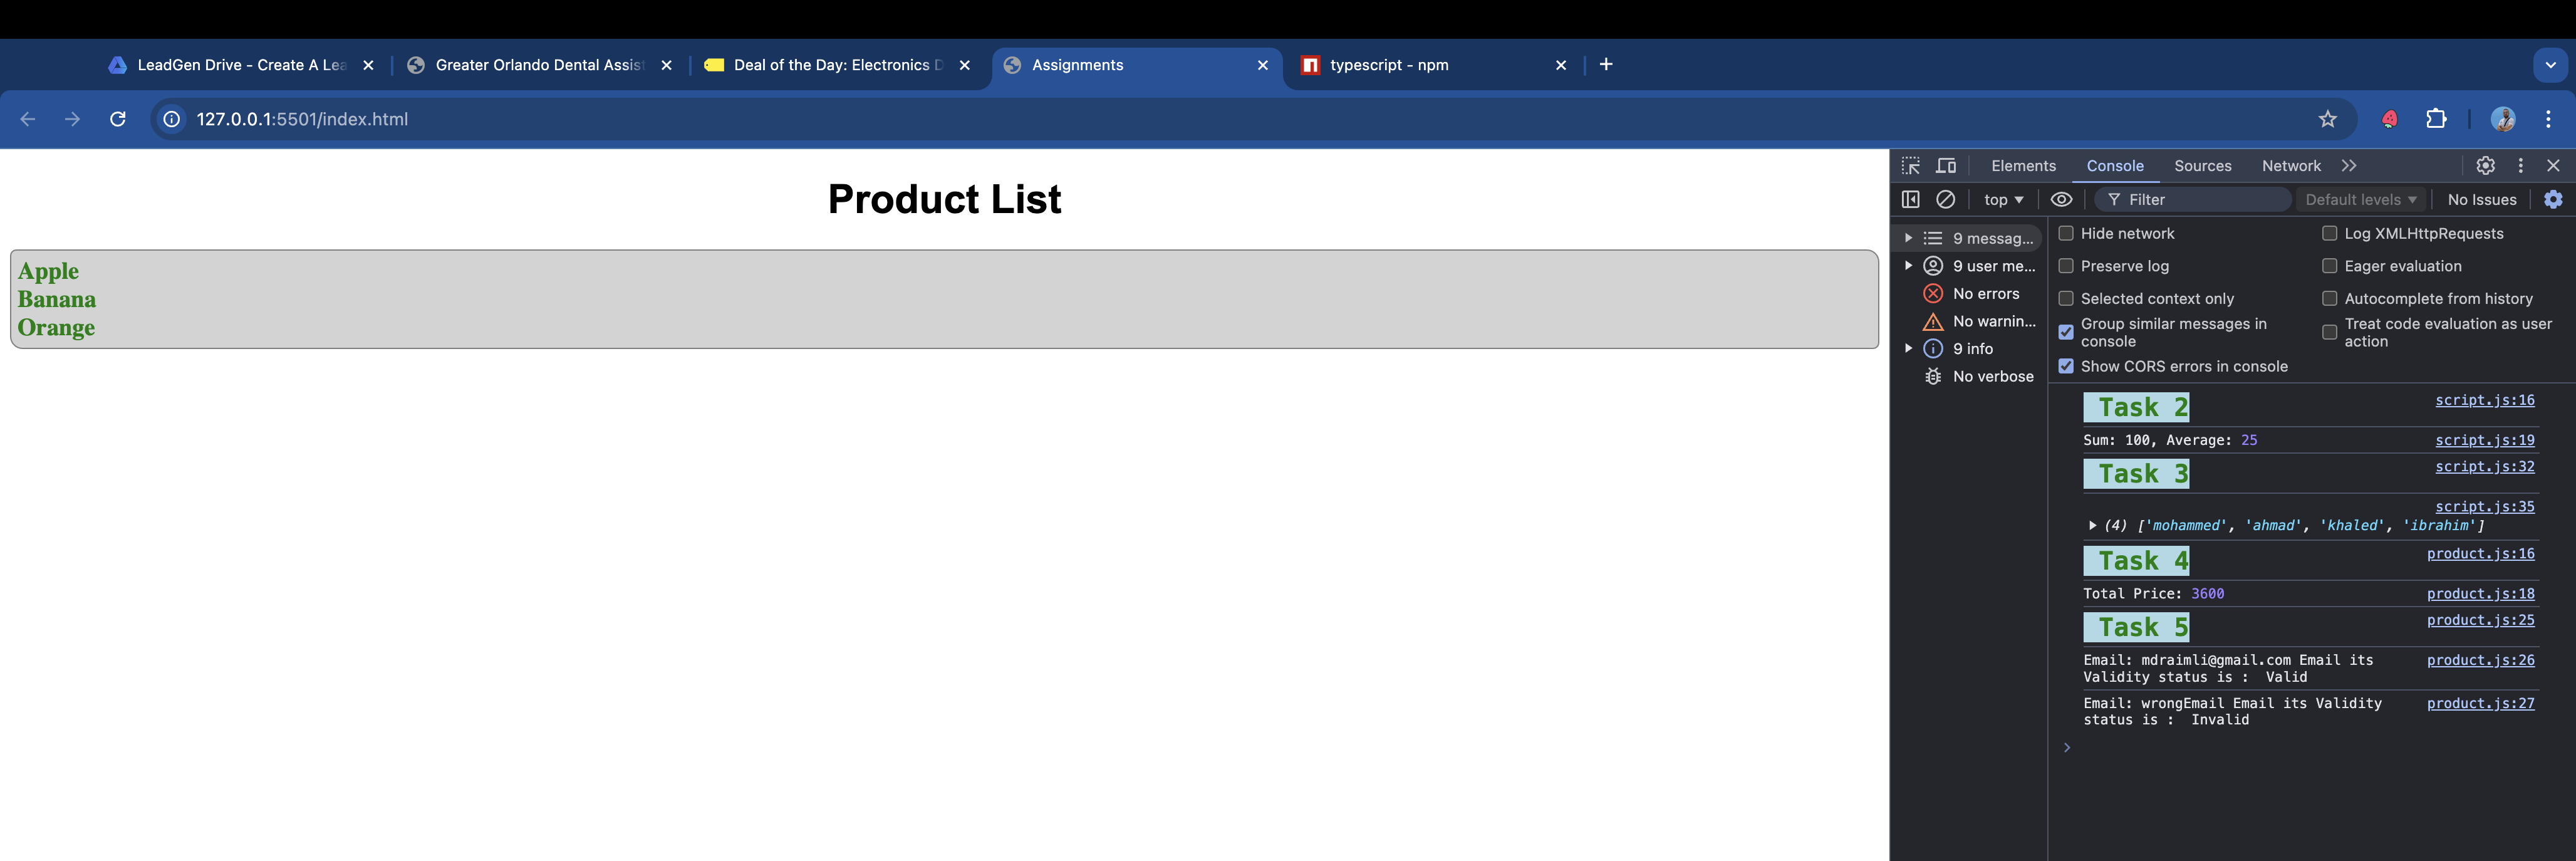 LeadGen Drive - Create A Lea
Greater Orlando Dental Assist
Deal of the Day: Electronics D
Assignments
typescript - npm
127.0.0.1:5501/index.html
Product List
Apple
Banana
Orange
Elements
Console
Sources
Network
top
Filter
Default levels
No Issues
9 messag...
9 user me...
No errors
No warnin...
9 info
No verbose
Hide network
Log XMLHttpRequests
Preserve log
Eager evaluation
Selected context only
Autocomplete from history
Group similar messages in
console
Treat code evaluation as user
action
Show CORS errors in console
Task 2 script.js:16
Sum: 100, Average: 25 script.js:19
Task 3 script.js:32
script.js:35
(4) ['mohammed', 'ahmad', 'khaled', 'ibrahim']
Task 4 product.js:16
Total Price: 3600 product.js:18
Task 5 product.js:25
Email: mdraimli@gmail.com Email its product.js:26
Validity status is :  Valid
Email: wrongEmail Email its Validity product.js:27
status is :  Invalid